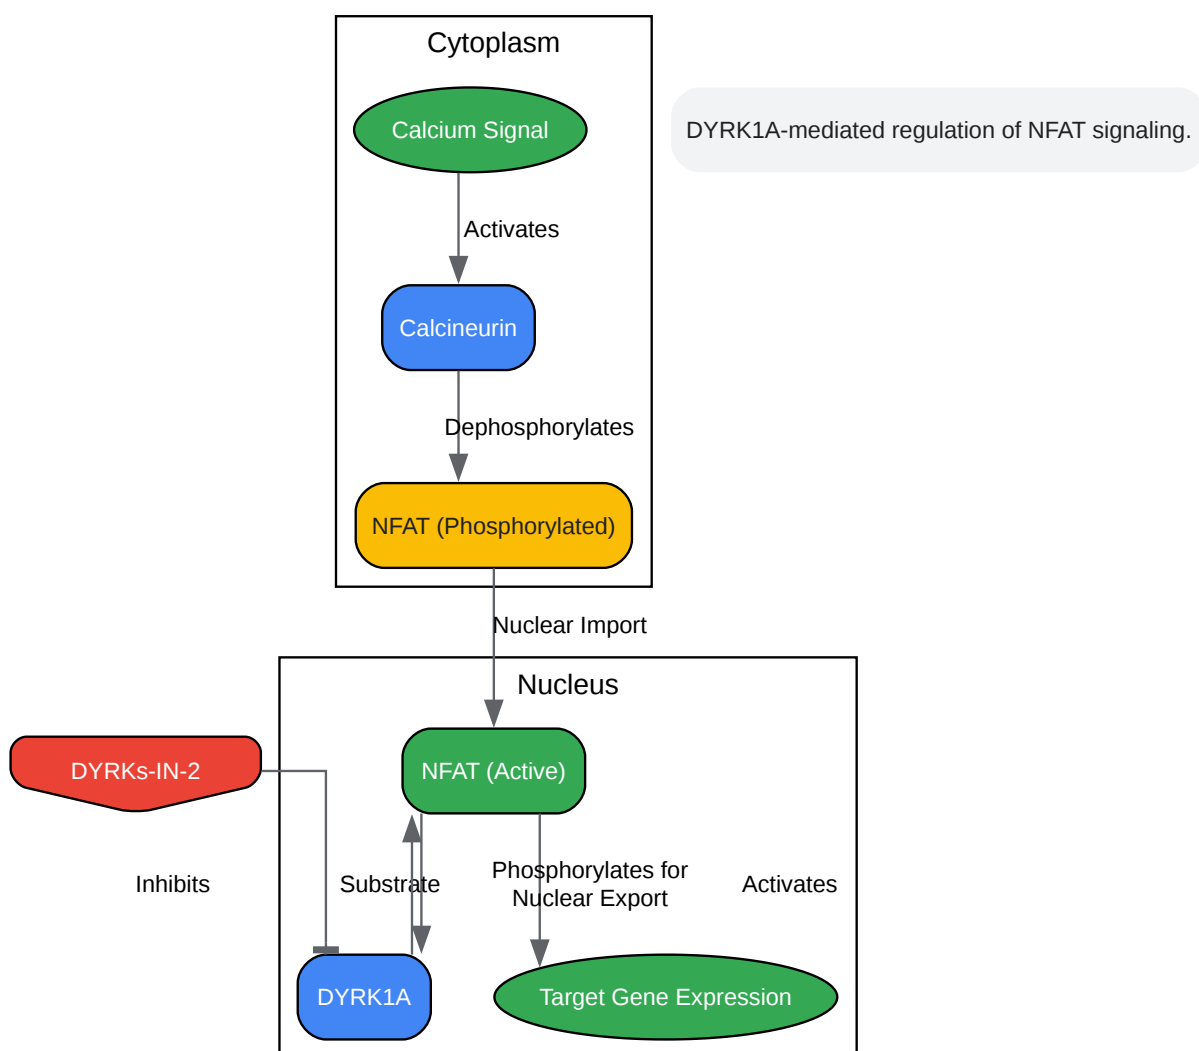 Cytoplasm
Calcium Signal
DYRK1A-mediated regulation of NFAT signaling.
Activates
Calcineurin
Dephosphorylates
NFAT (Phosphorylated)
Nuclear Import
Nucleus
DYRKs-IN-2
NFAT (Active)
Inhibits
Substrate
Phosphorylates for
Nuclear Export
Activates
DYRK1A
Target Gene Expression